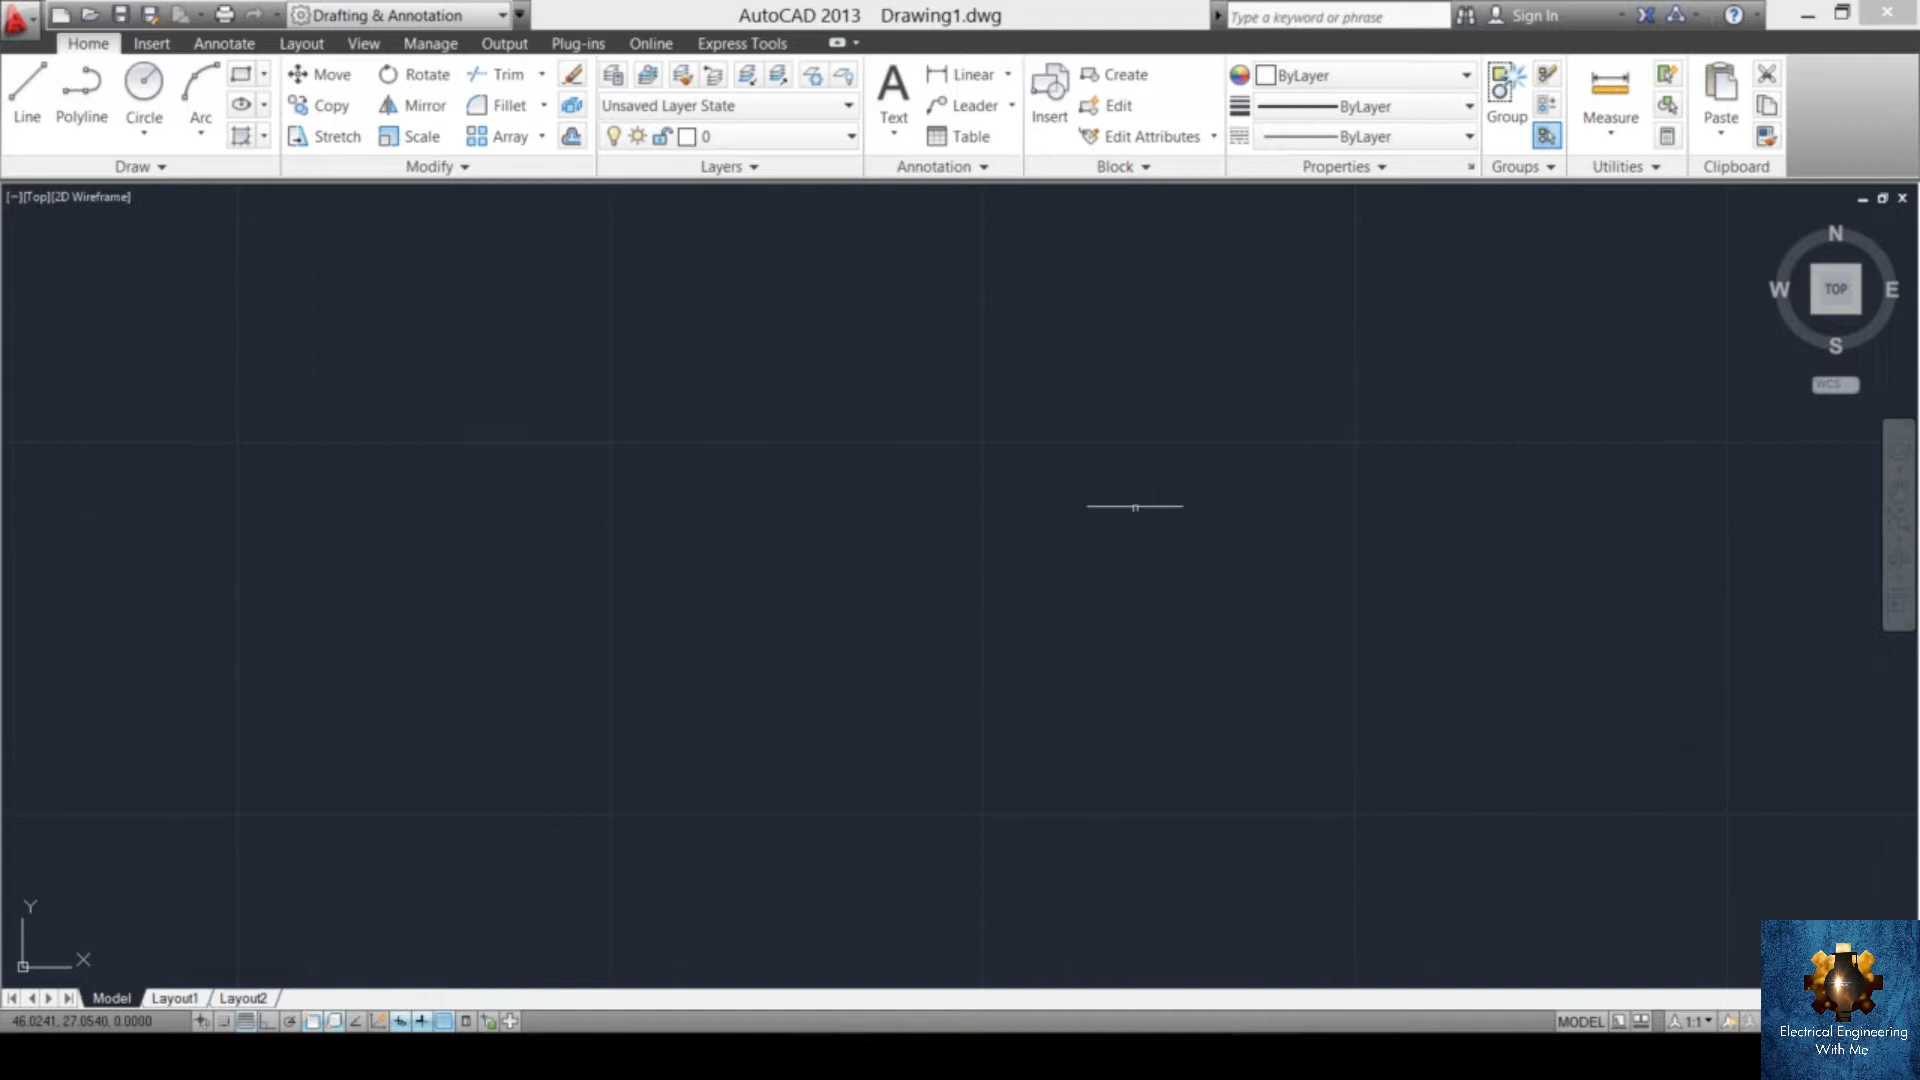 Drafting & Annotation
AutoCAD 2013 Drawing1.dwg
Type a keyword or phrase
Sign In
Home Insert Annotate Layout View Manage Output Plug-ins Online Express Tools
Line Polyline Circle Arc
Draw
Move Rotate Trim
Copy Mirror Fillet
Stretch Scale Array
Modify
Unsaved Layer State
0
Layers
A
Text
Linear
Leader
Table
Annotation
Insert
Create
Edit
Edit Attributes
Block
ByLayer
ByLayer
ByLayer
Properties
Group
Groups
Measure
Utilities
Paste
Clipboard
[−][Top][2D Wireframe]
N
W TOP E
S
WCS
Y
X
Model Layout1 Layout2
46.0241, 27.0540, 0.0000
MODEL
1:1
Electrical Engineering
With Me